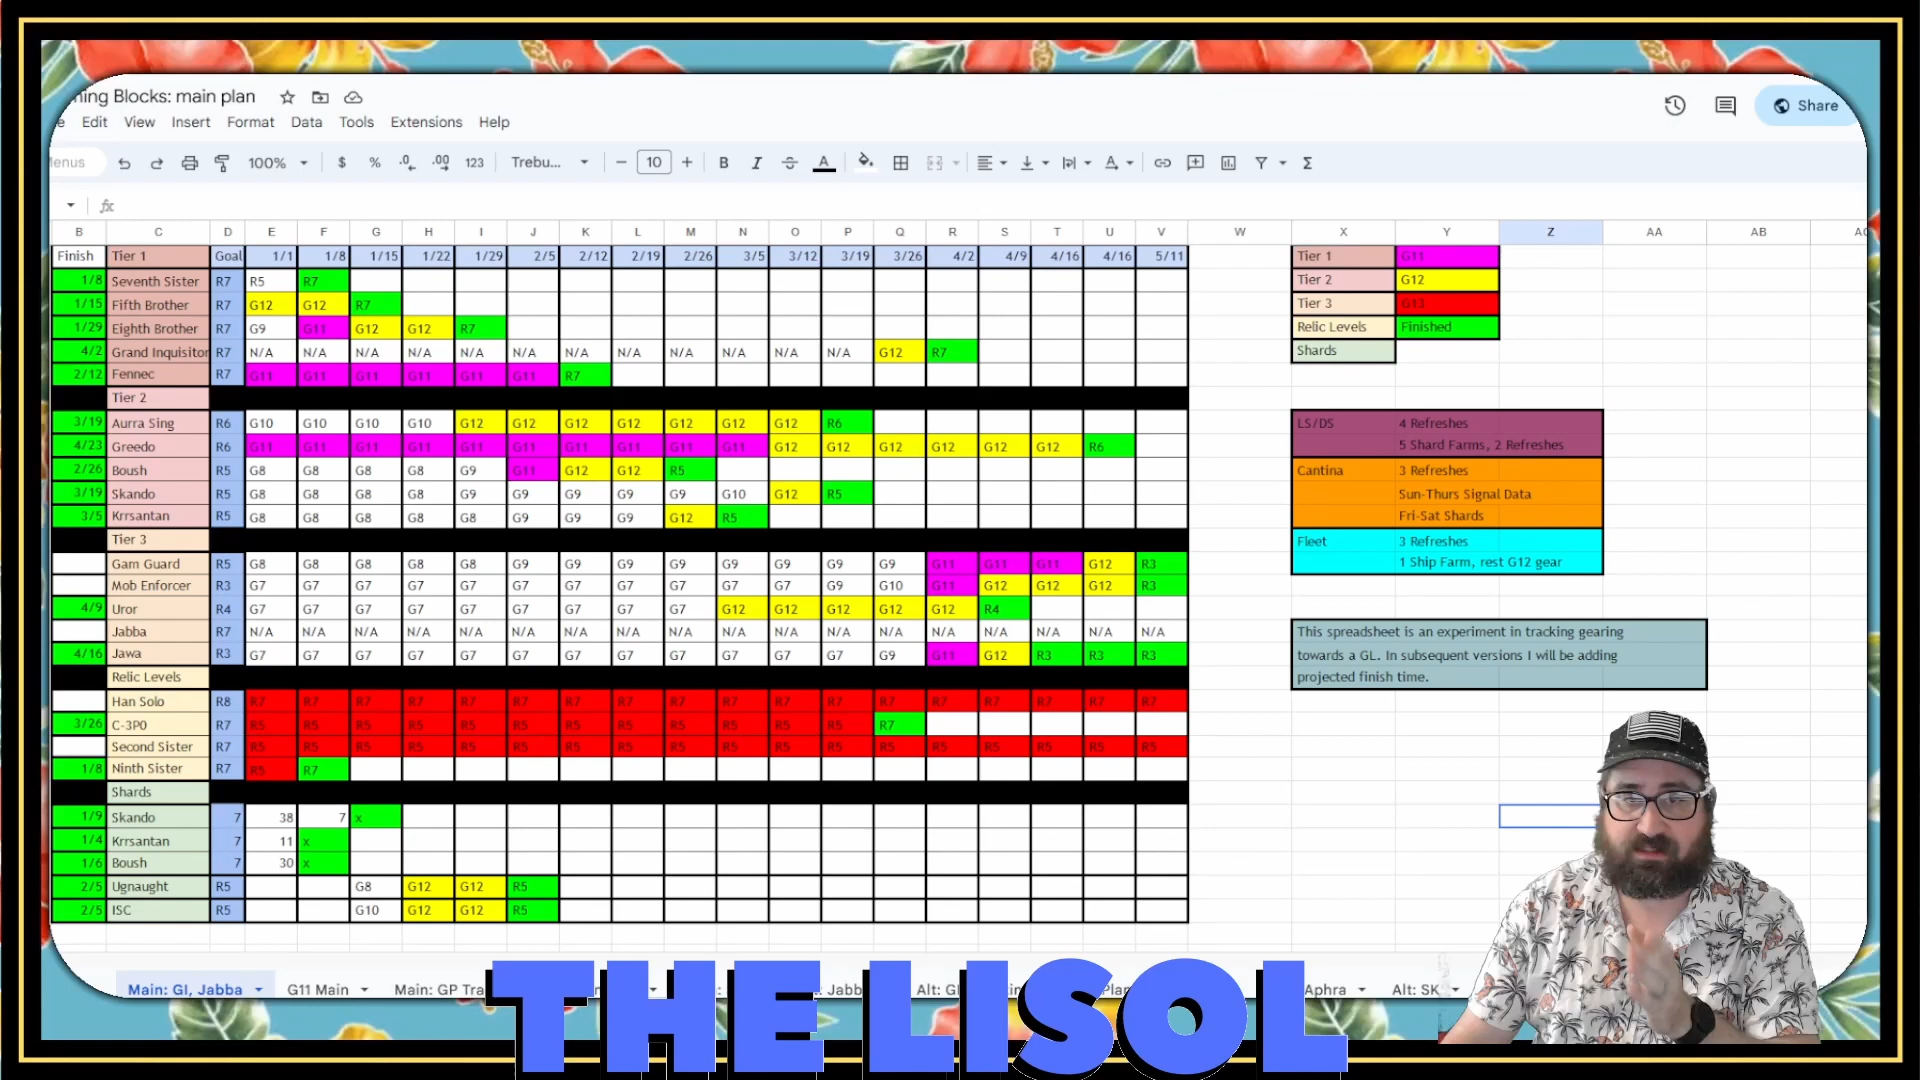 ning Blocks: main plan
Edit View Insert Format Data Tools Extensions Help
Share
enus 100% $ % .0 .00 123 Trebu... − 10 + B I A Σ
fx
B C D E F G H I J K L M N O P Q R S T U V W X Y Z AA AB AC
Finish Tier 1 Goal 1/1 1/8 1/15 1/22 1/29 2/5 2/12 2/19 2/26 3/5 3/12 3/19 3/26 4/2 4/9 4/16 4/16 5/11
1/8 Seventh Sister R7 R5 R7
1/15 Fifth Brother R7 G12 G12 R7
1/29 Eighth Brother R7 G9 G11 G12 G12 R7
4/2 Grand Inquisitor R7 N/A N/A N/A N/A N/A N/A N/A N/A N/A N/A N/A N/A G12 R7
2/12 Fennec R7 G11 G11 G11 G11 G11 G11 R7
Tier 2
3/19 Aurra Sing R6 G10 G10 G10 G10 G12 G12 G12 G12 G12 G12 G12 R6
4/23 Greedo R6 G11 G11 G11 G11 G11 G11 G11 G11 G11 G11 G12 G12 G12 G12 G12 G12 R6
2/26 Boush R5 G8 G8 G8 G8 G9 G11 G12 G12 R5
3/19 Skando R5 G8 G8 G8 G8 G9 G9 G9 G9 G9 G10 G12 R5
3/5 Krrsantan R5 G8 G8 G8 G8 G8 G9 G9 G9 G12 R5
Tier 3
Gam Guard R5 G8 G8 G8 G8 G8 G9 G9 G9 G9 G9 G9 G9 G9 G11 G11 G11 G12 R3
Mob Enforcer R3 G7 G7 G7 G7 G7 G7 G7 G7 G7 G7 G7 G9 G10 G11 G12 G12 G12 R3
4/9 Uror R4 G7 G7 G7 G7 G7 G7 G7 G7 G7 G12 G12 G12 G12 G12 R4
Jabba R7 N/A N/A N/A N/A N/A N/A N/A N/A N/A N/A N/A N/A N/A N/A N/A N/A N/A N/A
4/16 Jawa R3 G7 G7 G7 G7 G7 G7 G7 G7 G7 G7 G7 G7 G9 G11 G12 R3 R3 R3
Relic Levels
Han Solo R8 R7 R7 R7 R7 R7 R7 R7 R7 R7 R7 R7 R7 R7 R7 R7 R7 R7 R7
3/26 C-3P0 R7 R5 R5 R5 R5 R5 R5 R5 R5 R5 R5 R5 R5 R7
Second Sister R7 R5 R5 R5 R5 R5 R5 R5 R5 R5 R5 R5 R5 R5 R5 R5 R5 R5 R5
1/8 Ninth Sister R7 R5 R7
Shards
1/9 Skando 7 38 7 x
1/4 Krrsantan 7 11 x
1/6 Boush 7 30 x
2/5 Ugnaught R5 G8 G12 G12 R5
2/5 ISC R5 G10 G12 G12 R5
Tier 1 G11
Tier 2 G12
Tier 3 G13
Relic Levels Finished
Shards
LS/DS 4 Refreshes
5 Shard Farms, 2 Refreshes
Cantina 3 Refreshes
Sun-Thurs Signal Data
Fri-Sat Shards
Fleet 3 Refreshes
1 Ship Farm, rest G12 gear
This spreadsheet is an experiment in tracking gearing
towards a GL. In subsequent versions I will be adding
projected finish time.
Main: GI, Jabba G11 Main Main: GP Tra Jabb Alt: G Plan Aphra Alt: SK
THE LISOL